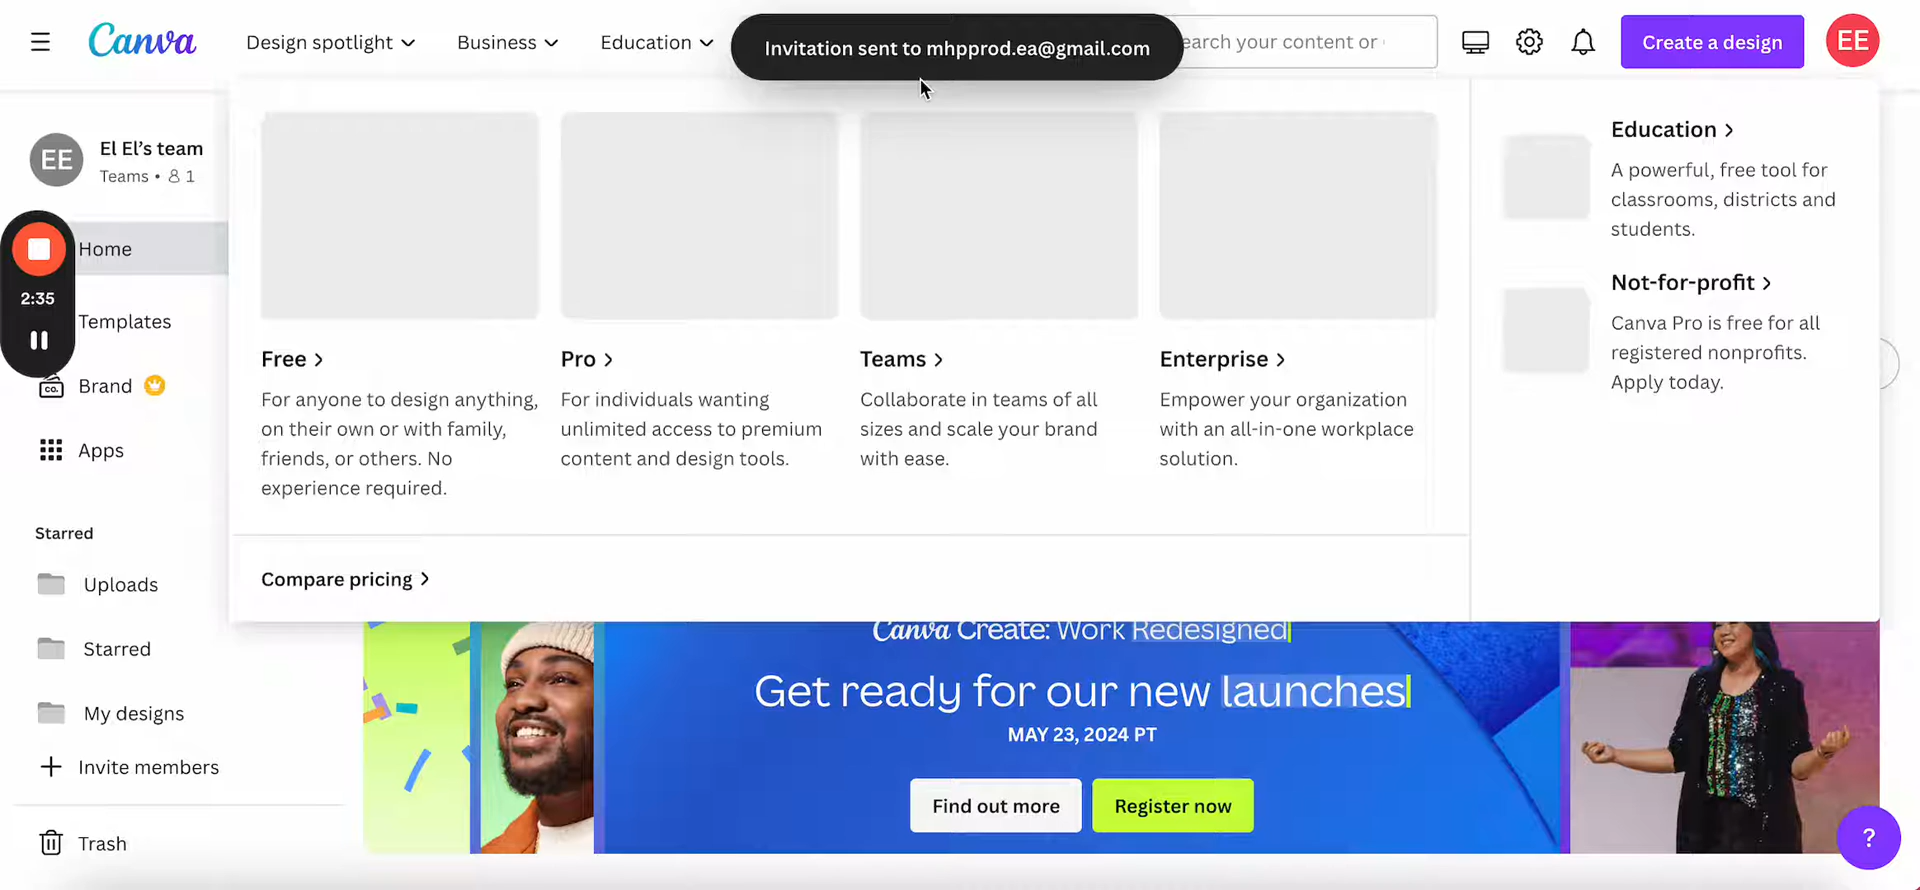 Canva
Design spotlight
Business
Education
Invitation sent to mhpprod.ea@gmail.com
earch your content or
Create a design
EE
EE
El El's team
Teams • 1
2:35
Home
Templates
CO.
Brand
Apps
Starred
Uploads
Starred
My designs
Invite members
Trash
Free
For anyone to design anything,
on their own or with family,
friends, or others. No
experience required.
Pro
For individuals wanting
unlimited access to premium
content and design tools.
Teams
Collaborate in teams of all
sizes and scale your brand
with ease.
Enterprise
Empower your organization
with an all-in-one workplace
solution.
Compare pricing
Education
A powerful, free tool for
classrooms, districts and
students.
Not-for-profit
Canva Pro is free for all
registered nonprofits.
Apply today.
Canva Create: Work Redesigned
Get ready for our new launches
MAY 23, 2024 PT
Find out more
Register now
?